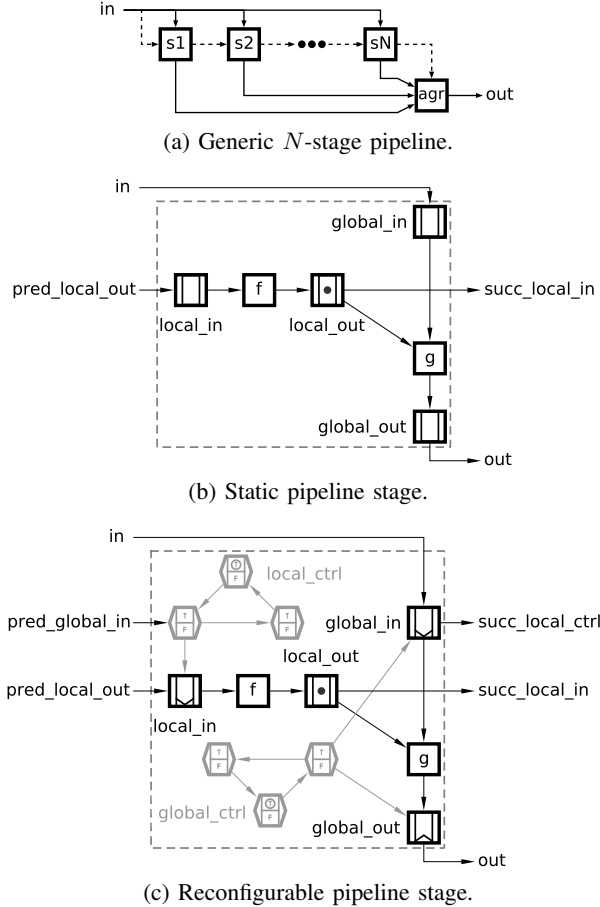 in
s1 s2 sN
agr out
(a) Generic N-stage pipeline.
in
global_in
pred_local_out f succ_local_in
local_in local_out
g
global_out
out
(b) Static pipeline stage.
in
T
F
local_ctrl
pred_global_in T T global_in succ_local_ctrl
F F
local_out
pred_local_out f succ_local_in
local_in
T T g
F F
global_ctrl T
F
global_out
out
(c) Reconfigurable pipeline stage.